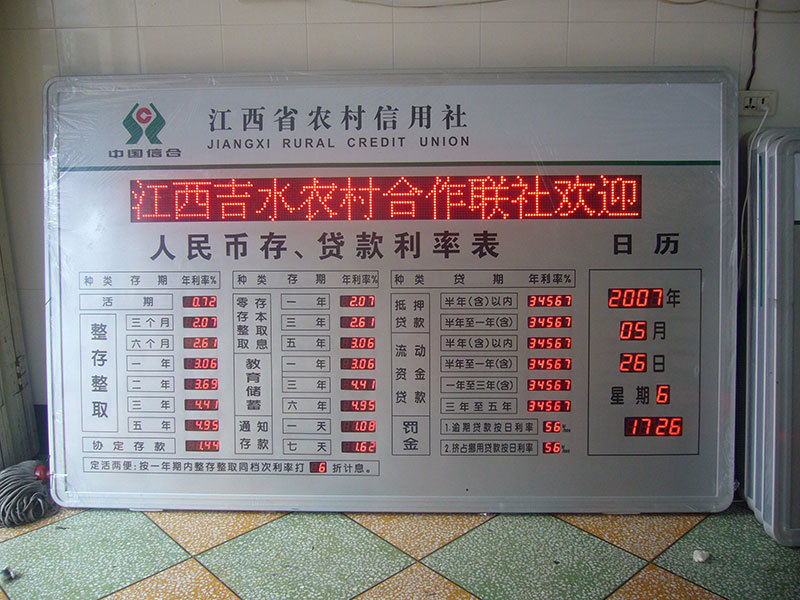 江西省农村信用社
JIANGXI RURAL CREDIT UNION
中国信合
江西吉水农村合作联社欢迎
人民币存、贷款利率表
日历
种类 存期 年利率%
活期 0.72
整存整取
三个月 2.07
六个月 2.61
一年 3.06
二年 3.69
三年 4.41
五年 4.95
协定存款 1.44
种类 存期 年利率%
零存整取
存本取息
一年 2.07
三年 2.61
五年 3.06
教育储蓄
一年 3.06
三年 4.41
六年 4.95
通知存款
一天 1.08
七天 1.62
定活两便:按一年期内整存整取同档次利率打 6 折计息。
种类 贷期 年利率%
抵押贷款
半年(含)以内 34567
半年至一年(含) 34567
流动资金贷款
半年(含)以内 34567
半年至一年(含) 34567
一年至三年(含) 34567
三年至五年 34567
罚金
1.逾期贷款按日利率 56
2.挤占挪用贷款按日利率 56
2007年
05月
26日
星期6
1726